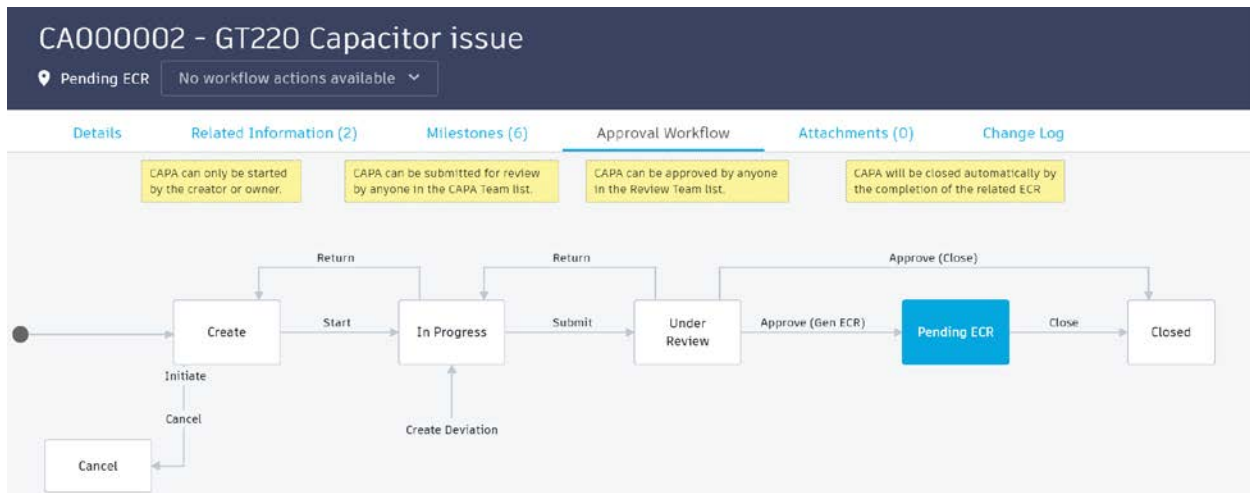 CA000002 - GT220 Capacitor issue
Pending ECR
No workflow actions available
Details
Related Information (2)
Milestones (6)
Approval Workflow
Attachments (0)
Change Log
CAPA can only be started
by the creator or owner.
CAPA can be submitted for review
by anyone in the CAPA Team list.
CAPA can be approved by anyone
in the Review Team list.
CAPA will be closed automatically by
the completion of the related ECR
Return
Return
Approve (Close)
Create
Start
In Progress
Submit
Under
Review
Approve (Gen ECR)
Pending ECR
Close
Closed
Initiate
Cancel
Create Deviation
Cancel